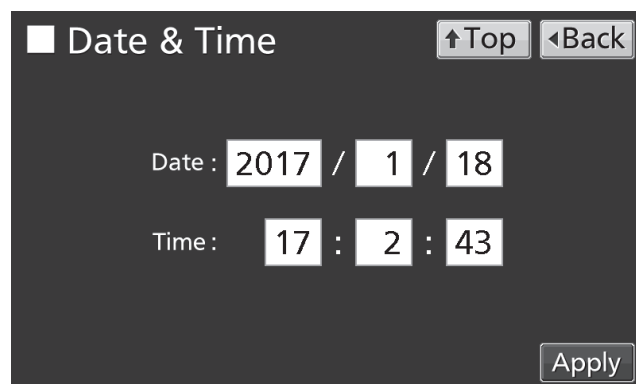 Date & Time ↑Top ◂Back
Date : 2017 / 1 / 18
Time : 17 : 2 : 43
Apply